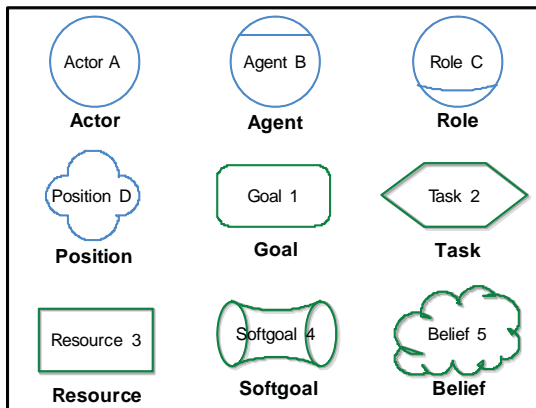 Actor A
Agent B
Role C
Actor
Agent
Role
Position D
Goal 1
Task 2
Position
Goal
Task
Resource 3
Softgoal 4
Belief 5
Resource
Softgoal
Belief